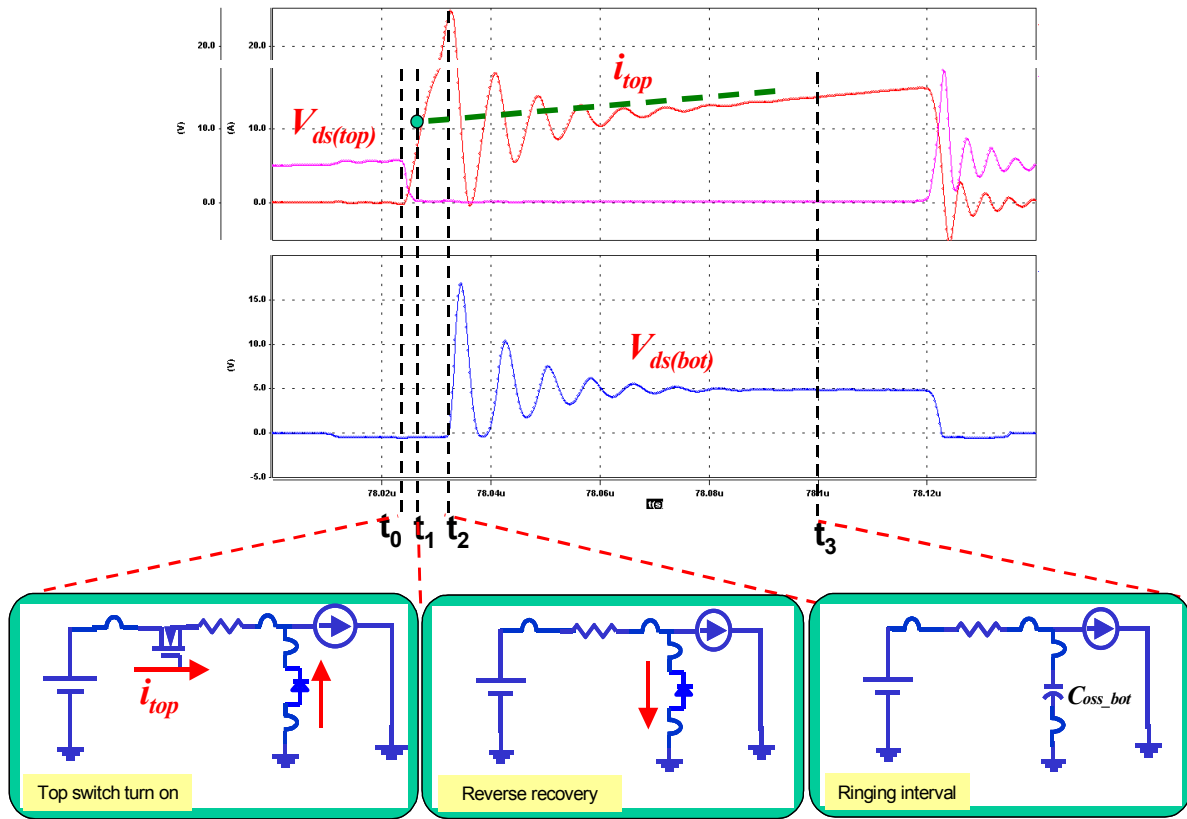 20.0
20.0
i_top
V_ds(top)
(V)
(A)
10.0
10.0
0.0
0.0
15.0
V_ds(bot)
10.0
(V)
5.0
0.0
-5.0
78.02u
78.04u
78.06u
78.08u
78.1u
78.12u
t(s)
t_0
t_1
t_2
t_3
i_top
C_oss_bot
Top switch turn on
Reverse recovery
Ringing interval